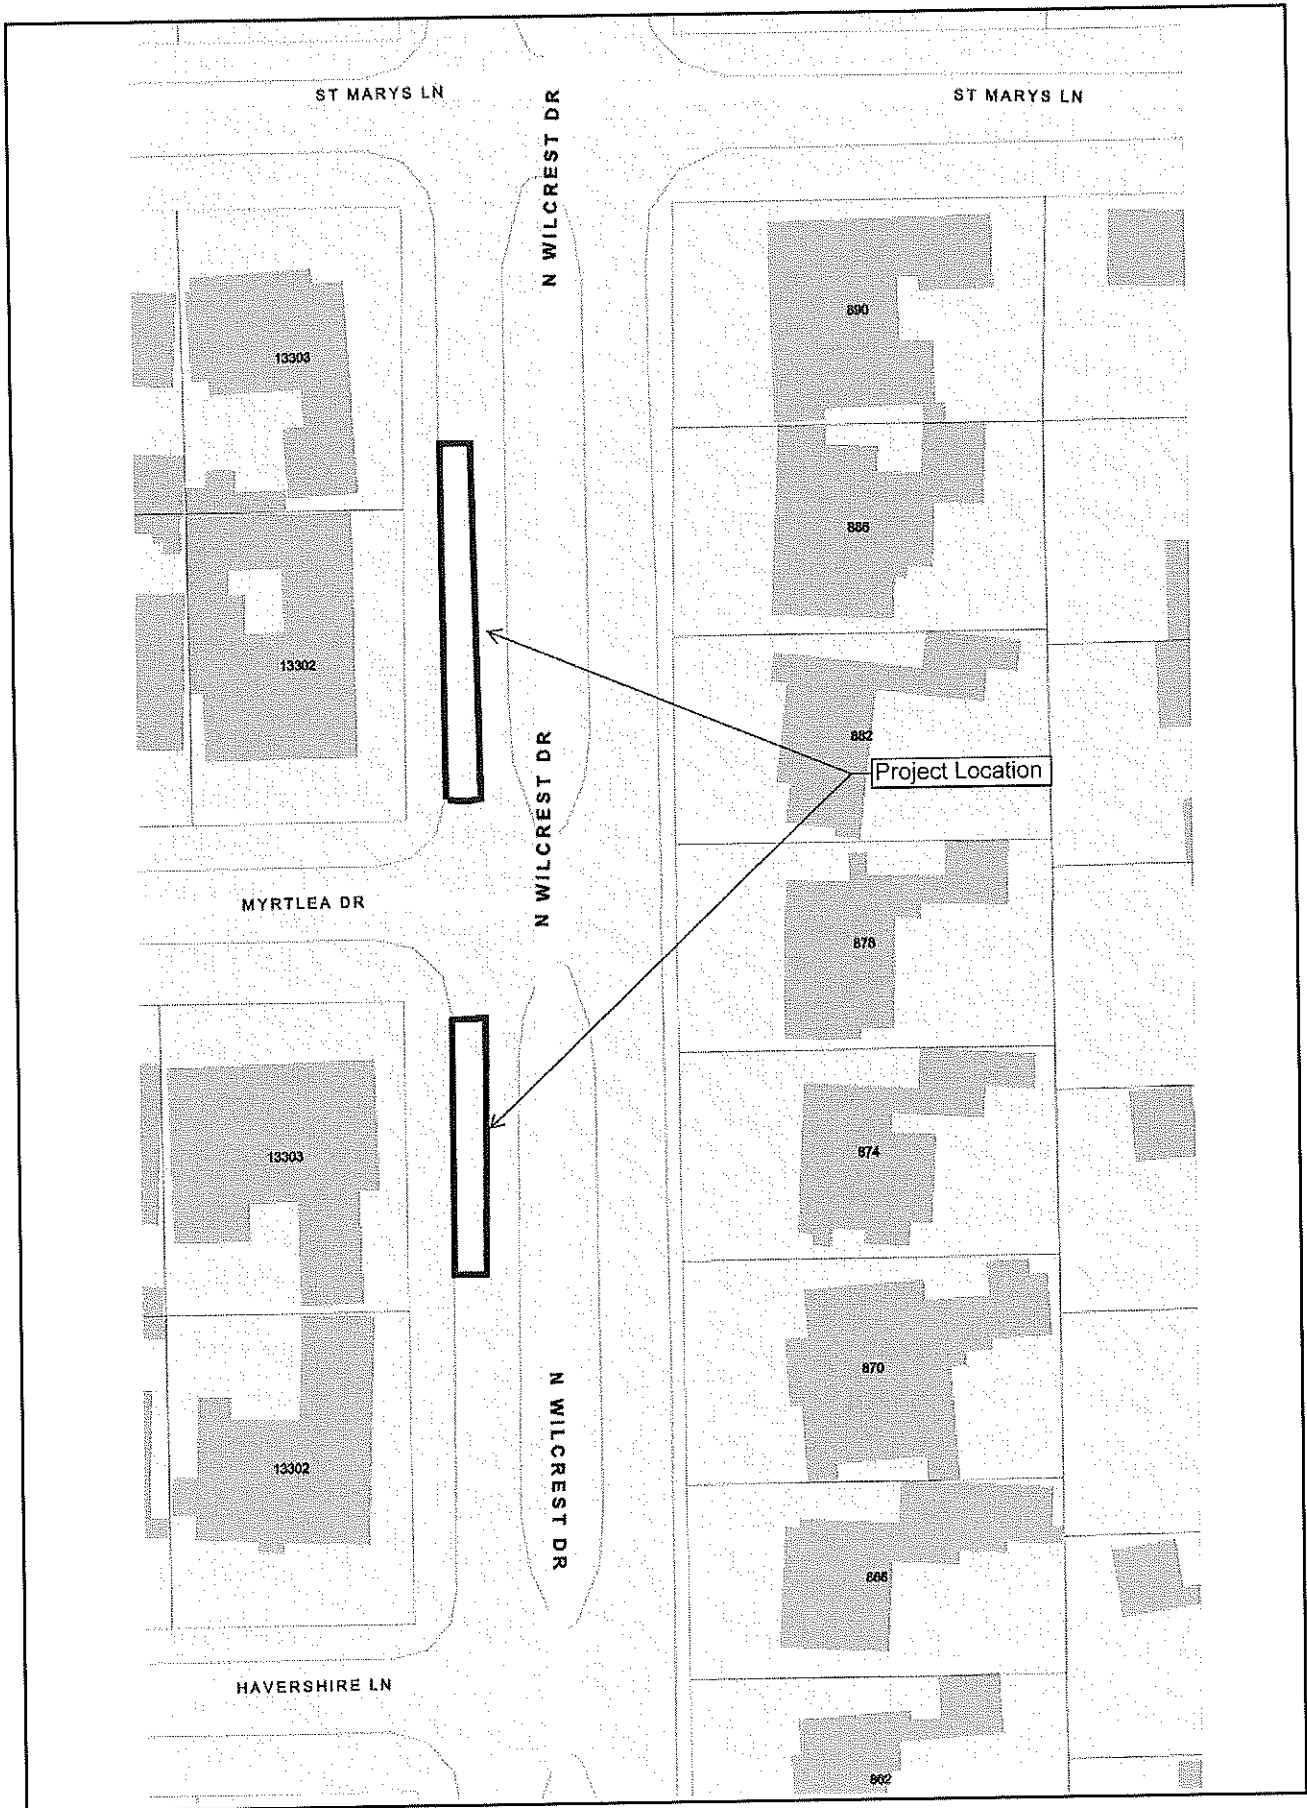 ST MARYS LN
ST MARYS LN
N WILCREST DR
890
13303
886
13302
882
Project Location
N WILCREST DR
MYRTLEA DR
878
874
13303
870
N WILCREST DR
13302
HAVERSHIRE LN
862